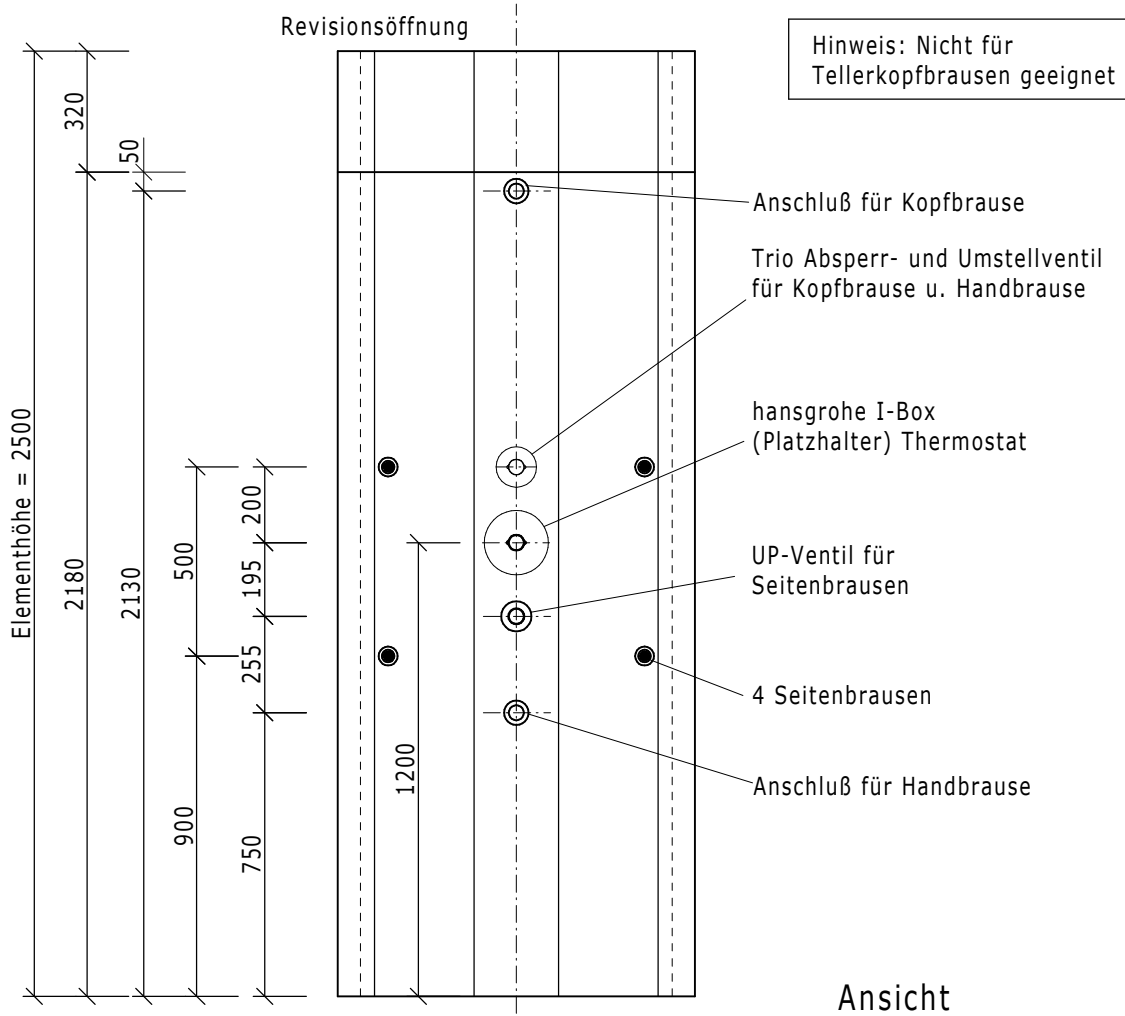 Revisionsöffnung
Hinweis: Nicht für
Tellerkopfbrausen geeignet
320
50
Anschluß für Kopfbrause
Trio Absperr- und Umstellventil
für Kopfbrause u. Handbrause
hansgrohe I-Box
(Platzhalter) Thermostat
UP-Ventil für
Seitenbrausen
4 Seitenbrausen
Anschluß für Handbrause
Elementhöhe = 2500
2180
2130
500
900
200
195
255
750
1200
Ansicht